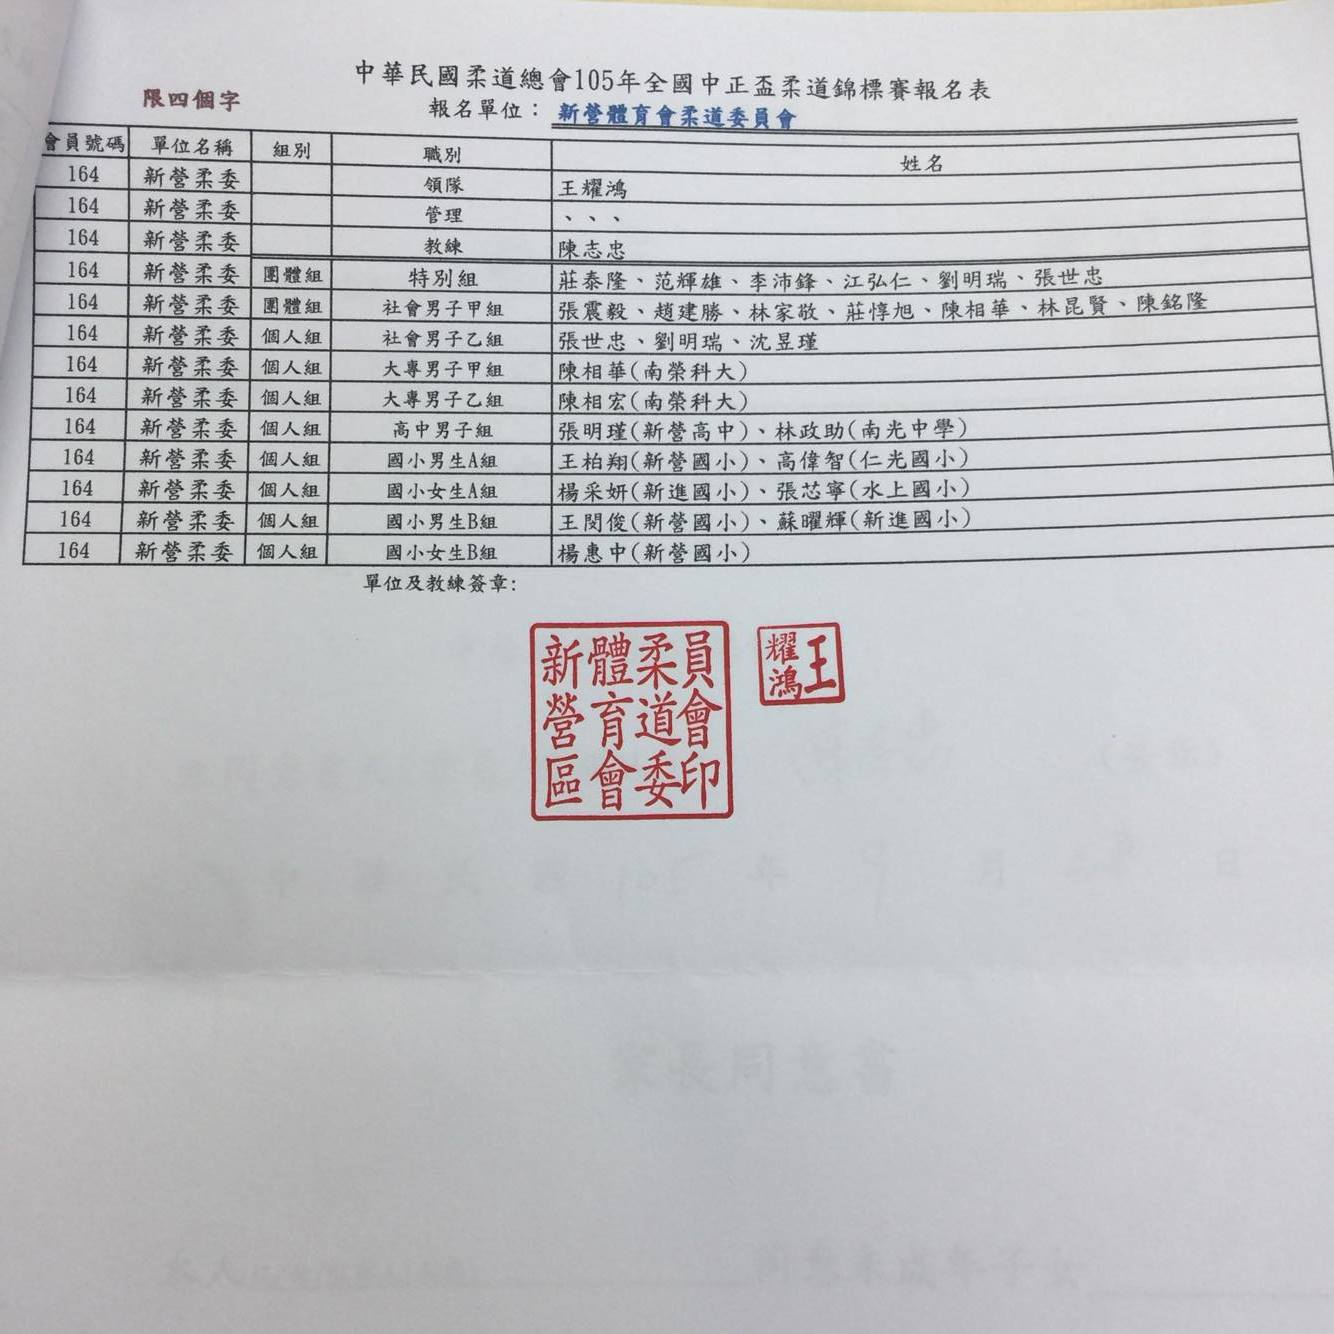 中華民國柔道總會105年全國中正盃柔道錦標賽報名表
限四個字
報名單位： 新營體育會柔道委員會
會員號碼 單位名稱 組別 職別 姓名
164 新營柔委 領隊 王耀鴻
164 新營柔委 管理 、、、
164 新營柔委 教練 陳志忠
164 新營柔委 團體組 特別組 莊泰隆、范輝雄、李沛鋒、江弘仁、劉明瑞、張世忠
164 新營柔委 團體組 社會男子甲組 張震毅、趙建勝、林家敬、莊惇旭、陳相華、林昆賢、陳銘隆
164 新營柔委 個人組 社會男子乙組 張世忠、劉明瑞、沈昱瑾
164 新營柔委 個人組 大專男子甲組 陳相華(南榮科大)
164 新營柔委 個人組 大專男子乙組 陳相宏(南榮科大)
164 新營柔委 個人組 高中男子組 張明瑾(新營高中)、林政助(南光中學)
164 新營柔委 個人組 國小男生A組 王柏翔(新營國小)、高偉智(仁光國小)
164 新營柔委 個人組 國小女生A組 楊采妍(新進國小)、張芯寧(水上國小)
164 新營柔委 個人組 國小男生B組 王閔俊(新營國小)、蘇曜輝(新進國小)
164 新營柔委 個人組 國小女生B組 楊惠中(新營國小)
單位及教練簽章:
新營區
體育會
柔道委
員會印
王
耀鴻
家長同意書